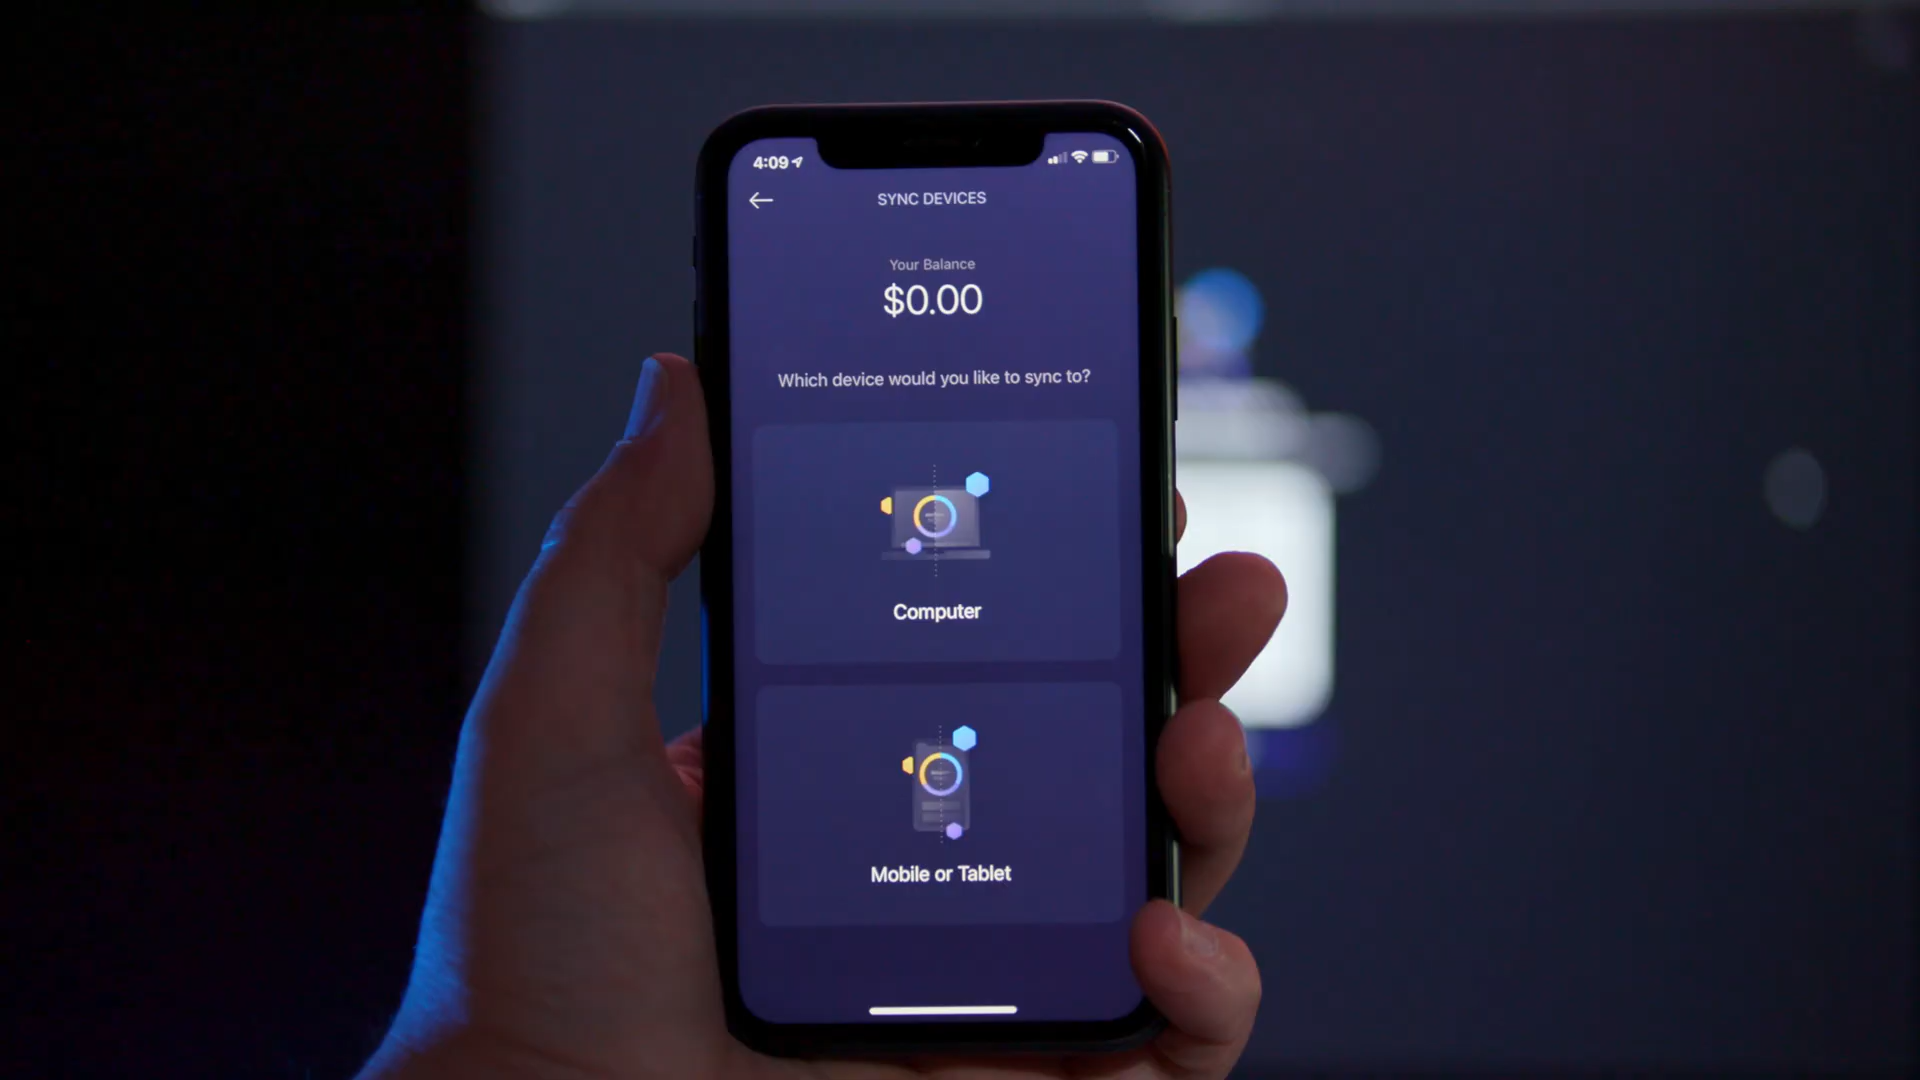 4:09
SYNC DEVICES
Your Balance
$0.00
Which device would you like to sync to?
Computer
Mobile or Tablet